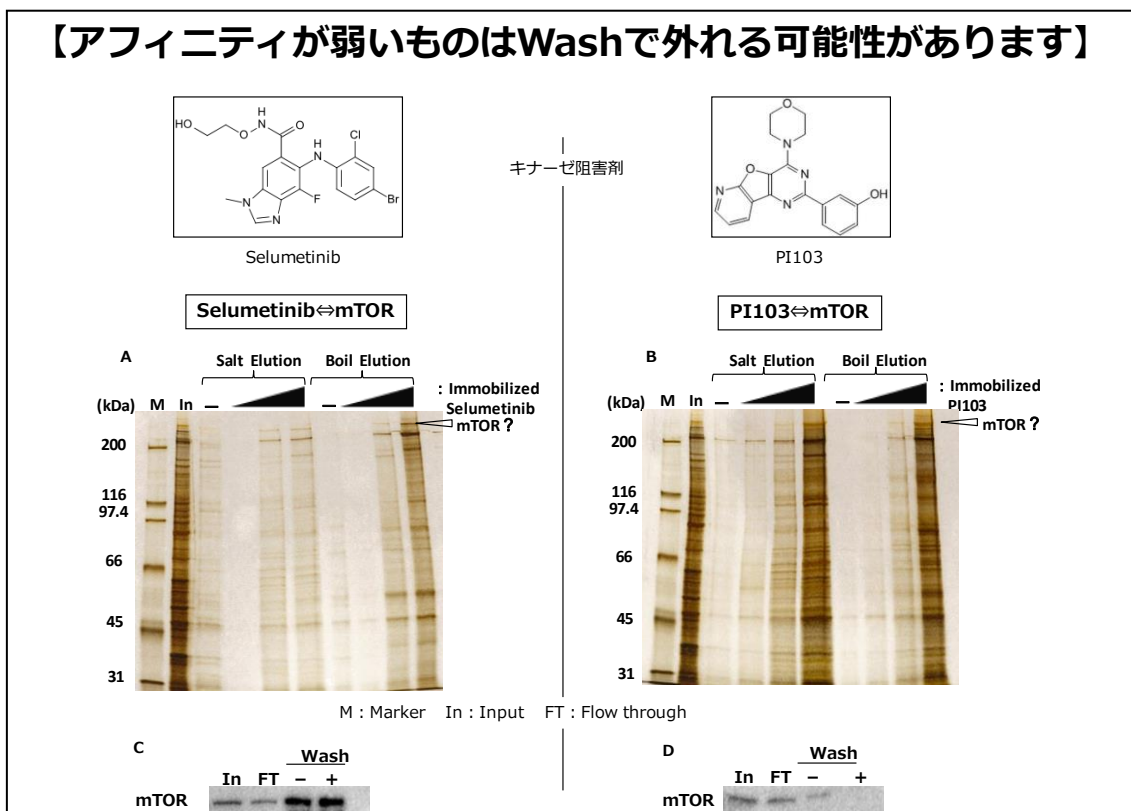 【アフィニティが弱いものはWashで外れる可能性があります】
HO
O
H
N
O
H
N
Cl
Br
F
N
N
Selumetinib
キナーゼ阻害剤
O
N
O
N
N
N
OH
PI103
Selumetinib⇔mTOR
PI103⇔mTOR
A
Salt Elution
Boil Elution
(kDa)
M
In
−
−
: Immobilized
Selumetinib
mTOR？
200
116
97.4
66
45
31
B
Salt Elution
Boil Elution
(kDa)
M
In
−
−
: Immobilized
PI103
mTOR？
200
116
97.4
66
45
31
M：Marker In：Input FT：Flow through
C
Wash
In FT − +
mTOR
D
Wash
In FT − +
mTOR